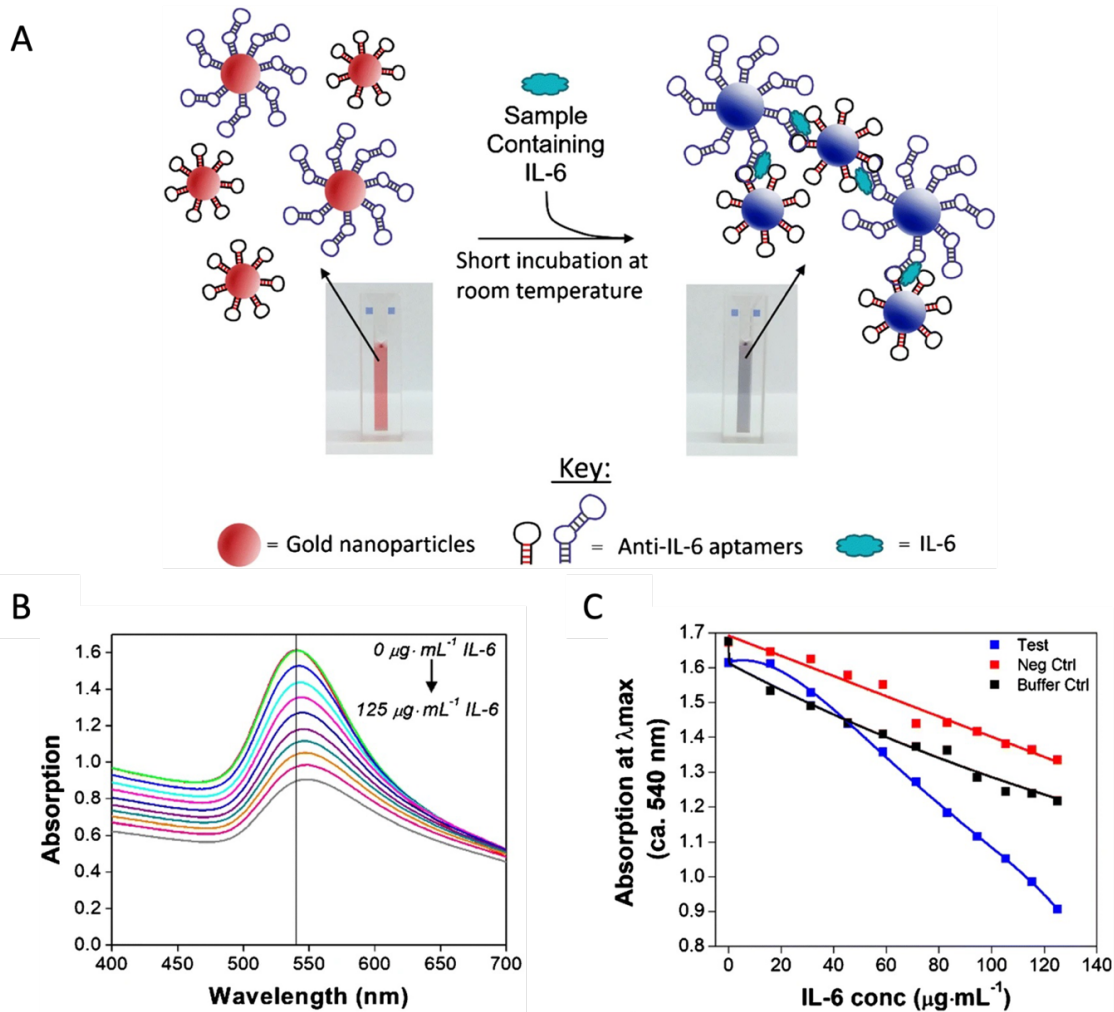 A
Sample
Containing
IL-6
Short incubation at
room temperature
Key:
= Gold nanoparticles
= Anti-IL-6 aptamers
= IL-6
B
0 µg· mL⁻¹ IL-6
125 µg· mL⁻¹ IL-6
1.6
1.4
1.2
1.0
0.8
0.6
0.4
0.2
0.0
Absorption
400 450 500 550 600 650 700
Wavelength (nm)
C
Test
Neg Ctrl
Buffer Ctrl
1.7
1.6
1.5
1.4
1.3
1.2
1.1
1.0
0.9
0.8
Absorption at λmax
(ca. 540 nm)
0 20 40 60 80 100 120 140
IL-6 conc (µg·mL⁻¹)